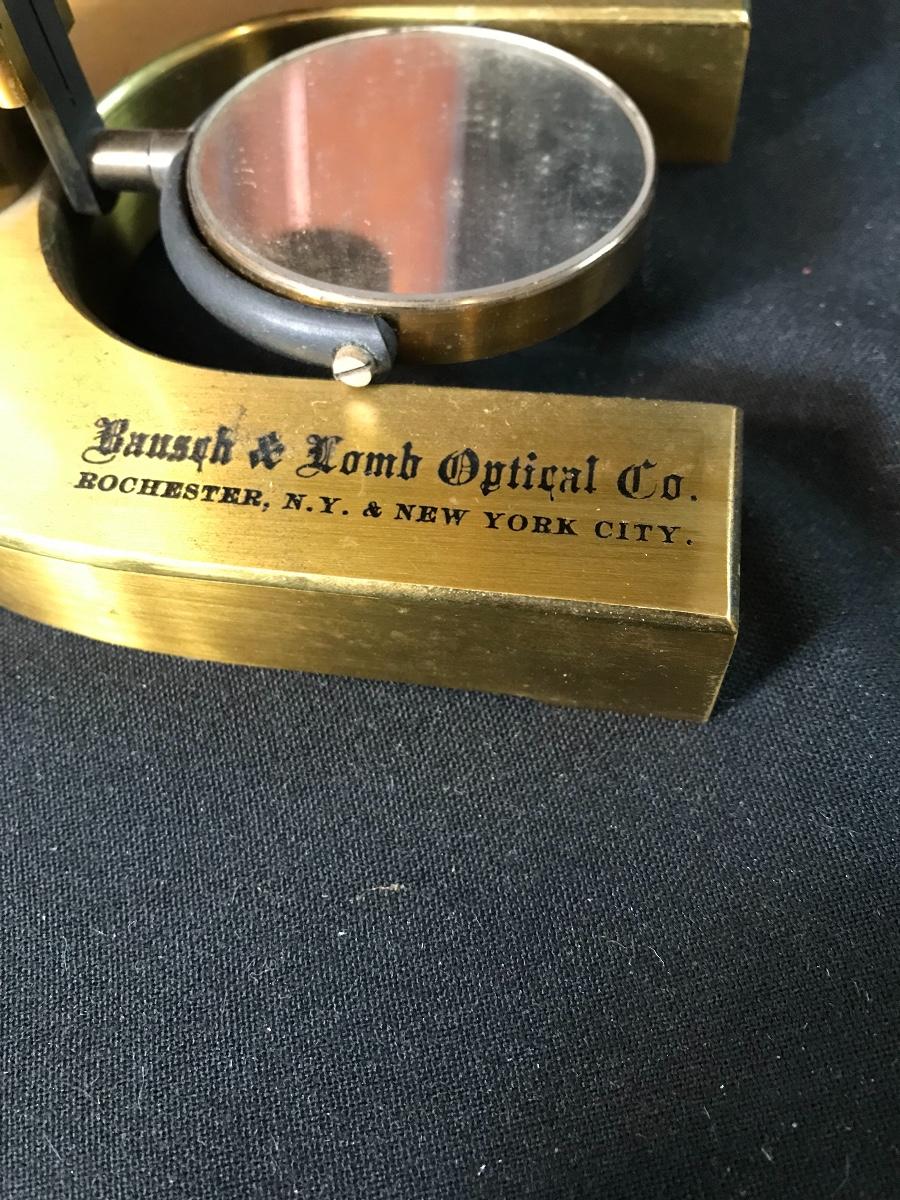 Bausch & Lomb Optical Co.
ROCHESTER, N.Y. & NEW YORK CITY.